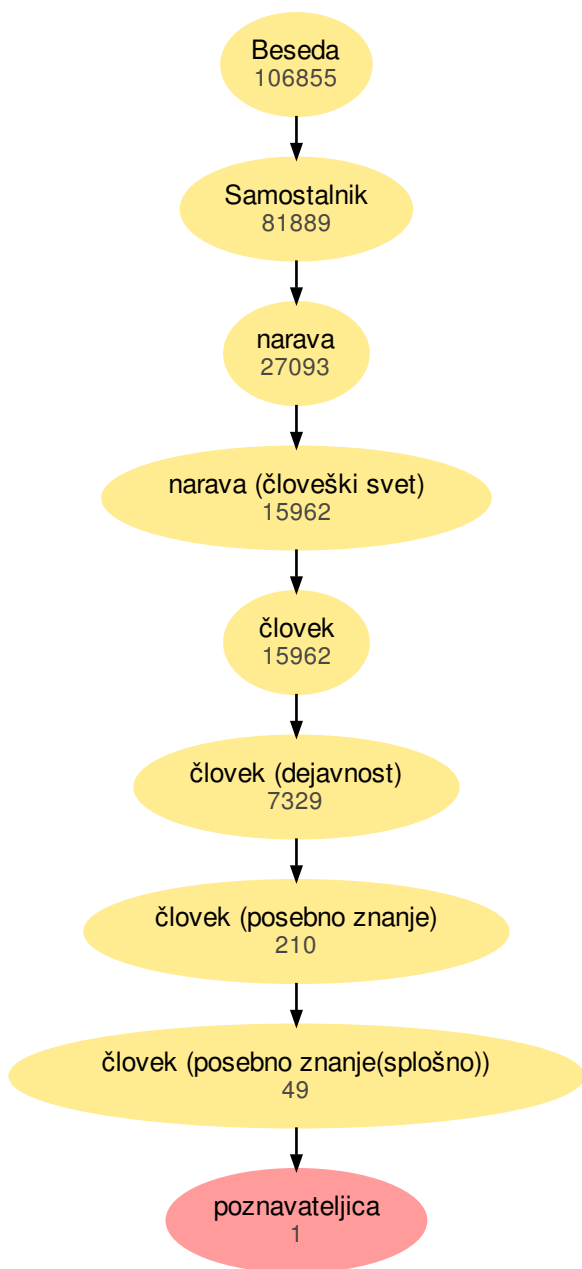 Beseda
106855
Samostalnik
81889
narava
27093
narava (človeški svet)
15962
človek
15962
človek (dejavnost)
7329
človek (posebno znanje)
210
človek (posebno znanje(splošno))
49
poznavateljica
1